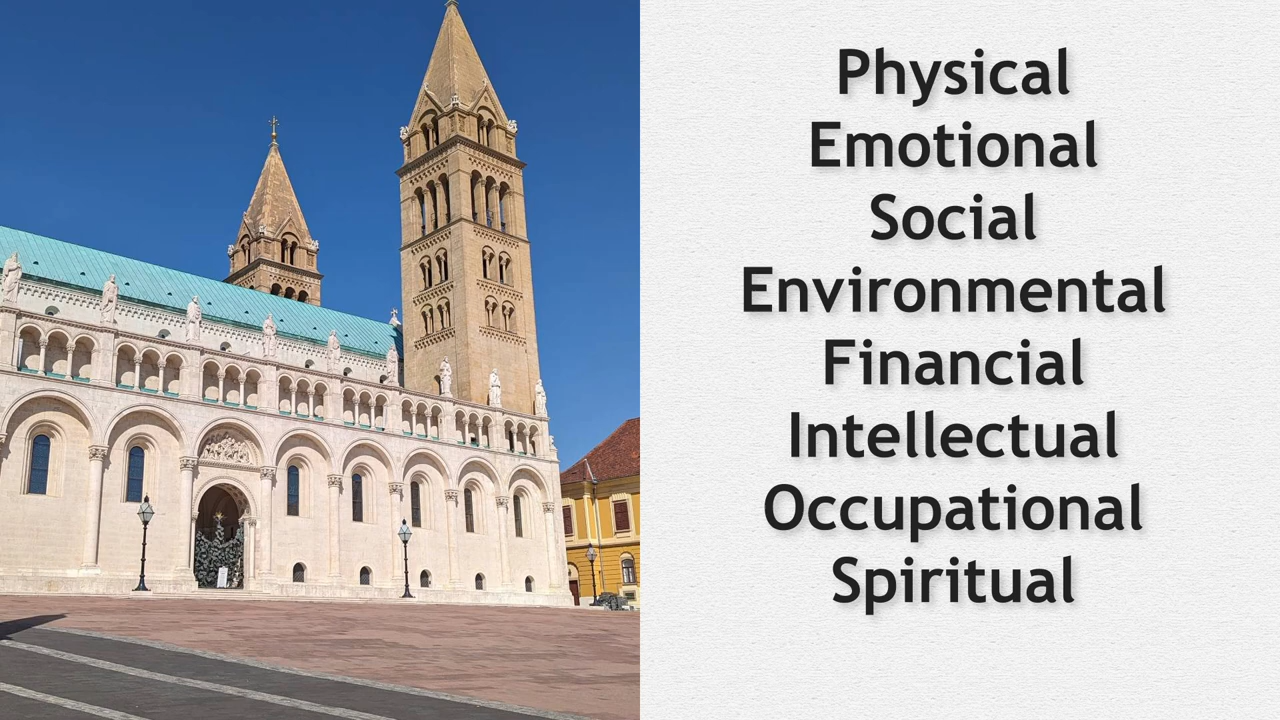 Physical
Emotional
Social
Environmental
Financial
Intellectual
Occupational
Spiritual